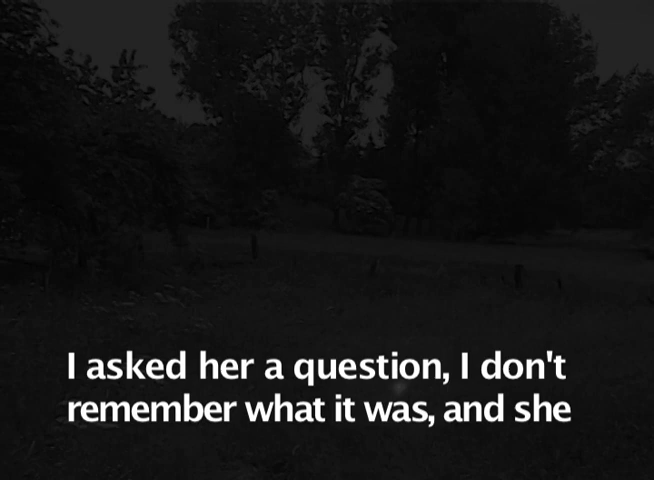 I asked her a question, I don't
remember what it was, and she